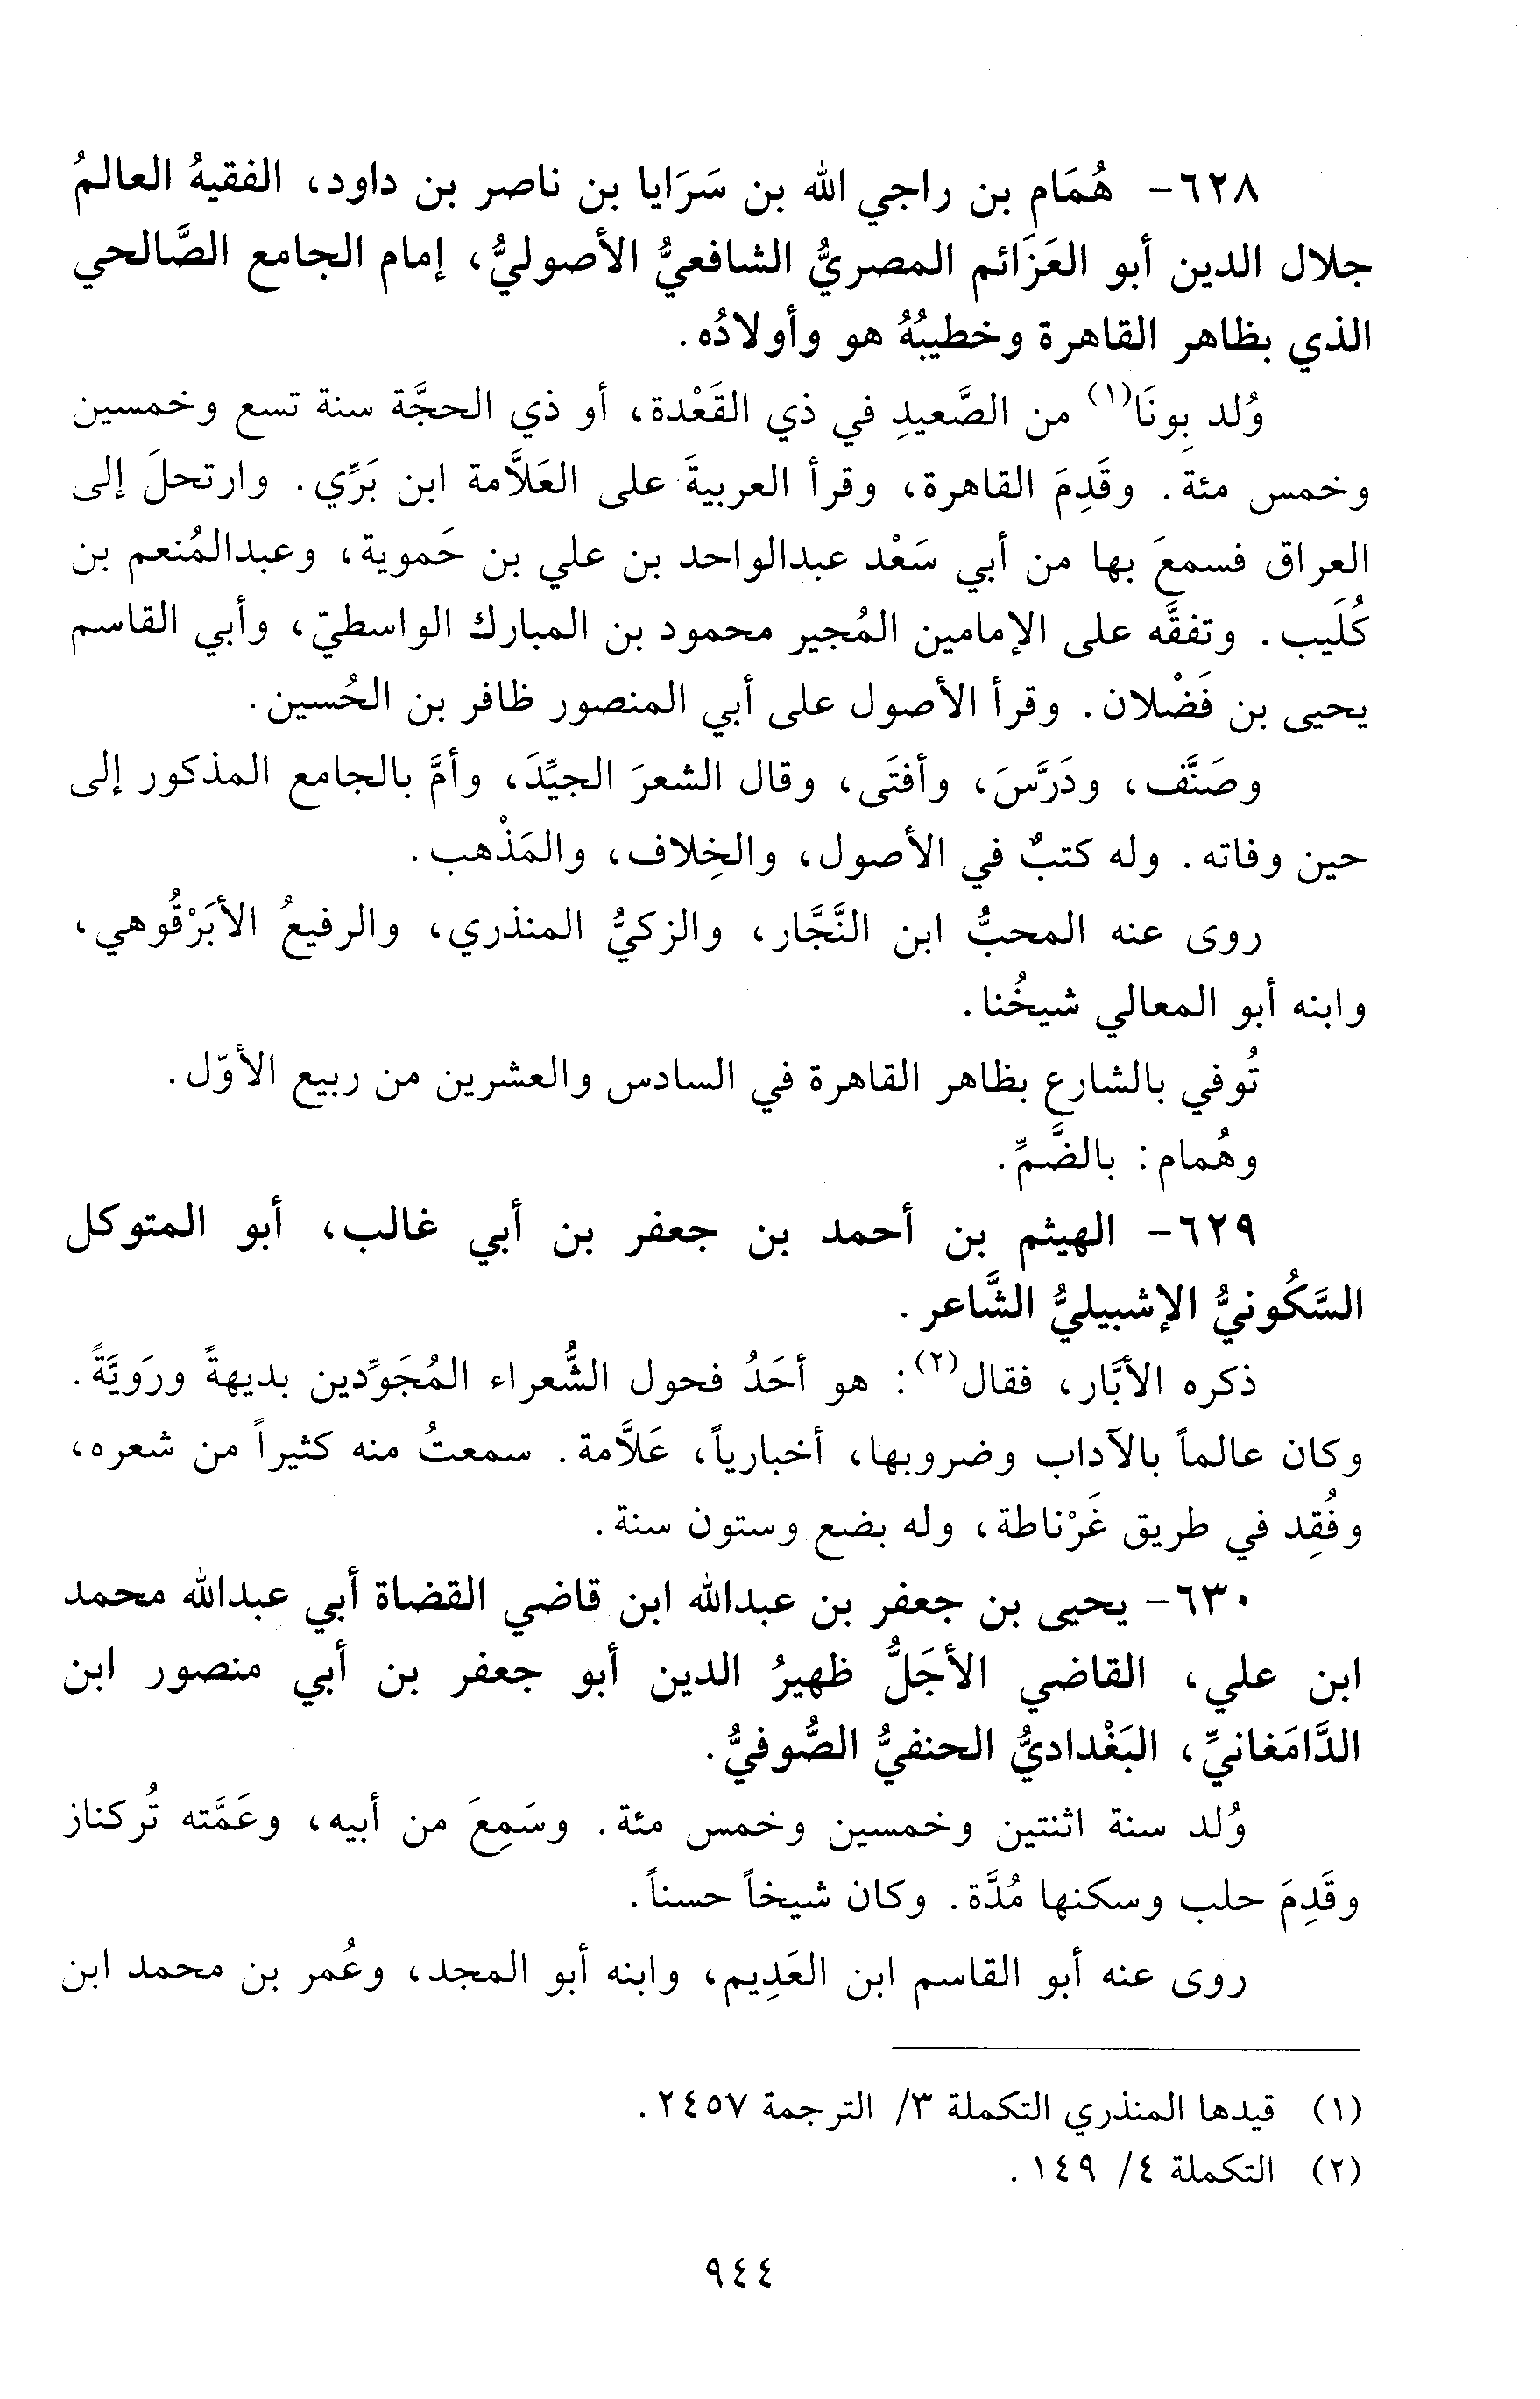 ٦٢٨- هُمَام بن راجي الله بن سَرَايا بن ناصر بن داود، الفقيهُ العالمُ
جلال الدين أبو العَزَائم المصريُّ الشافعيُّ الأصوليُّ، إمام الجامع الصَّالحي
الذي بظاهر القاهرة وخطيبُهُ هو وأولادُه.
وُلد بِونَا(١) من الصَّعيدِ في ذي القَعْدة، أو ذي الحجَّة سنة تسع وخمسين
وخمس مئة. وقَدِمَ القاهرة، وقرأ العربيةَ على العَلاَّمة ابن بَرِّي. وارتحلَ إلى
العراق فسمعَ بها من أبي سَعْد عبدالواحد بن علي بن حَموية، وعبدالمُنعم بن
كُلَيب. وتفقَّه على الإمامين المُجير محمود بن المبارك الواسطيّ، وأبي القاسم
يحيى بن فَضْلان. وقرأ الأصول على أبي المنصور ظافر بن الحُسين.
وصَنَّف، ودَرَّسَ، وأفتَى، وقال الشعرَ الجيِّدَ، وأمَّ بالجامع المذكور إلى
حين وفاته. وله كتبٌ في الأصول، والخِلاف، والمَذْهب.
روى عنه المحبُّ ابن النَّجَّار، والزكيُّ المنذري، والرفيعُ الأبَرْقُوهي،
وابنه أبو المعالي شيخُنا.
تُوفي بالشارع بظاهر القاهرة في السادس والعشرين من ربيع الأوّل.
وهُمام: بالضَّمِّ.
٦٢٩- الهيثم بن أحمد بن جعفر بن أبي غالب، أبو المتوكل
السَّكُونيُّ الإشبيليُّ الشَّاعر.
ذكره الأبَّار، فقال(٢): هو أحَدُ فحول الشُّعراء المُجَوِّدين بديهةً ورَويَّةً.
وكان عالماً بالآداب وضروبها، أخبارياً، عَلاَّمة. سمعتُ منه كثيراً من شعره،
وفُقِد في طريق غَرْناطة، وله بضع وستون سنة.
٦٣٠- يحيى بن جعفر بن عبدالله ابن قاضي القضاة أبي عبدالله محمد
ابن علي، القاضي الأجَلُّ ظهيرُ الدين أبو جعفر بن أبي منصور ابن
الدَّامَغانيِّ، البَغْداديُّ الحنفيُّ الصُّوفيُّ.
وُلد سنة اثنتين وخمسين وخمس مئة. وسَمِعَ من أبيه، وعَمَّته تُركناز
وقَدِمَ حلب وسكنها مُدَّة. وكان شيخاً حسناً.
روى عنه أبو القاسم ابن العَدِيم، وابنه أبو المجد، وعُمر بن محمد ابن
(١) قيدها المنذري التكملة ٣/ الترجمة ٢٤٥٧.
(٢) التكملة ٤/ ١٤٩.
٩٤٤